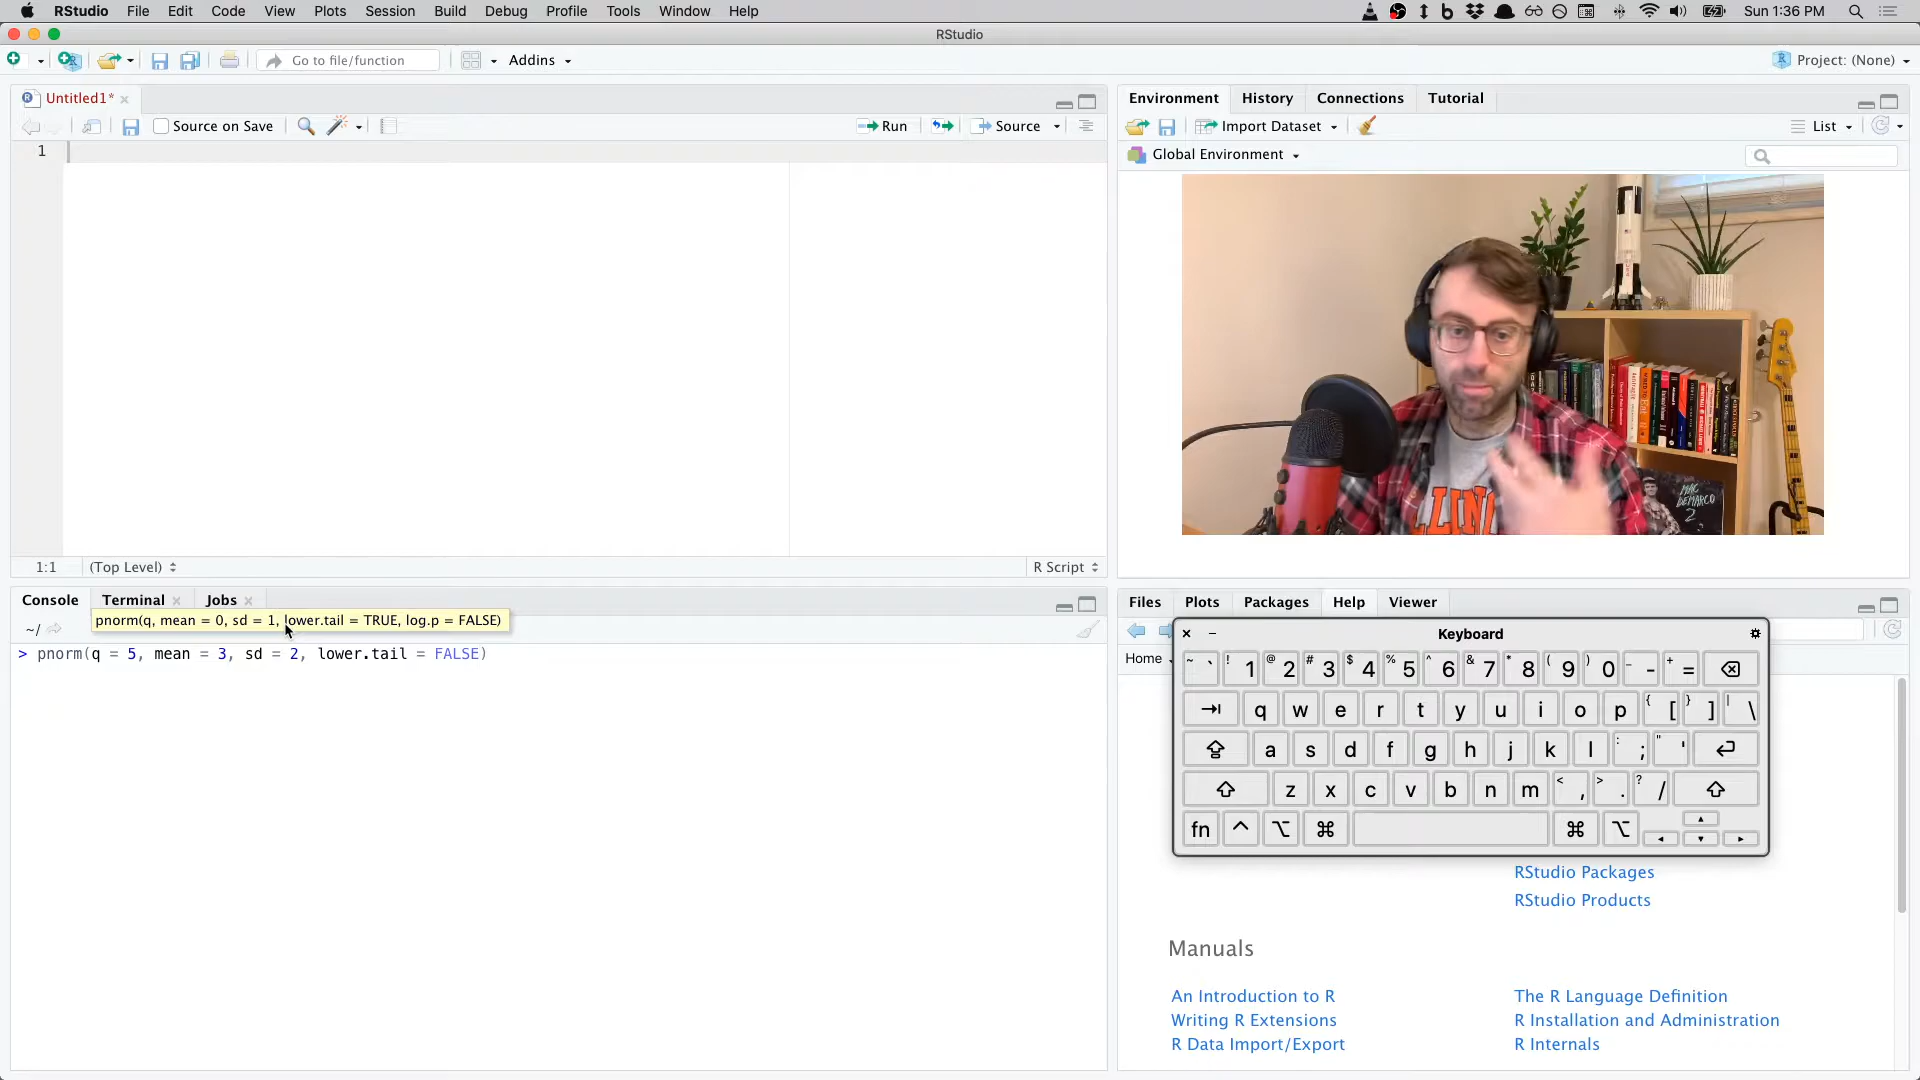 RStudio File Edit Code View Plots Session Build Debug Profile Tools Window Help
Sun 1:36 PM
RStudio
Go to file/function
Addins
Project: (None)
Untitled1*
Source on Save
Run
Source
1
1:1
(Top Level)
R Script
Console Terminal Jobs
~/
pnorm(q, mean = 0, sd = 1, lower.tail = TRUE, log.p = FALSE)
> pnorm(q = 5, mean = 3, sd = 2, lower.tail = FALSE)
Environment History Connections Tutorial
Import Dataset
List
Global Environment
MAC
DEMARCO
2
Files Plots Packages Help Viewer
Home
Keyboard
~ ` ! 1 @ 2 # 3 $ 4 % 5 ^ 6 & 7 * 8 ( 9 ) 0 _ - + =
q w e r t y u i o p { [ } ] | \
a s d f g h j k l : ; " '
z x c v b n m < , > . ? /
fn ^ ⌥ ⌘ ⌘ ⌥
RStudio Packages
RStudio Products
Manuals
An Introduction to R
The R Language Definition
Writing R Extensions
R Installation and Administration
R Data Import/Export
R Internals